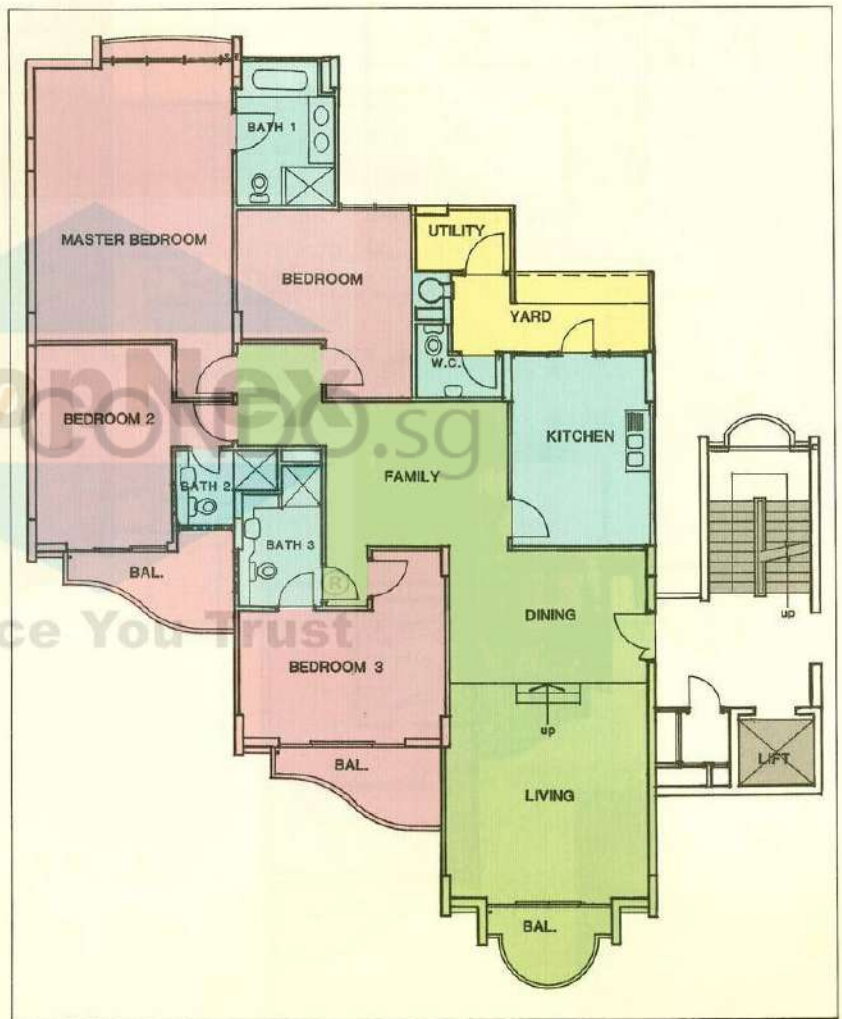 BATH 1
MASTER BEDROOM
UTILITY
BEDROOM
YARD
W.C.
BEDROOM 2
CONDO.sg
KITCHEN
FAMILY
BATH 2
BATH 3
BAL.
®
up
DINING
ce You Trust
BEDROOM 3
up
BAL.
LIFT
LIVING
BAL.